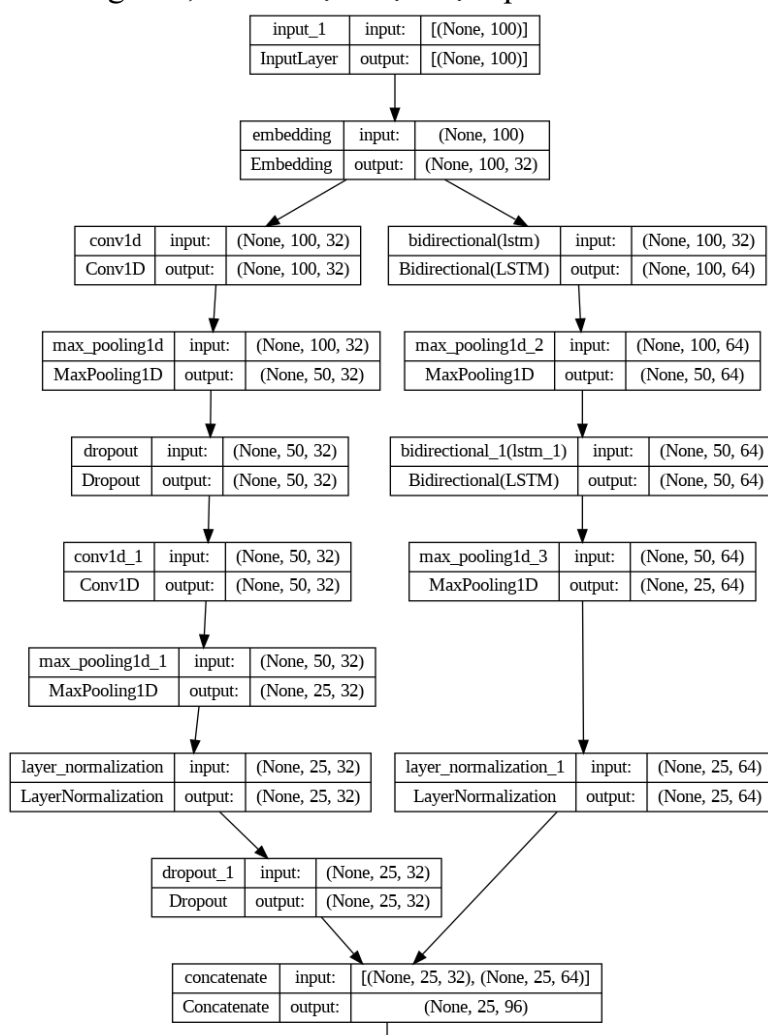 input_1 input: [(None, 100)]
InputLayer output: [(None, 100)]
embedding input: (None, 100)
Embedding output: (None, 100, 32)
conv1d input: (None, 100, 32)
Conv1D output: (None, 100, 32)
bidirectional(lstm) input: (None, 100, 32)
Bidirectional(LSTM) output: (None, 100, 64)
max_pooling1d input: (None, 100, 32)
MaxPooling1D output: (None, 50, 32)
max_pooling1d_2 input: (None, 100, 64)
MaxPooling1D output: (None, 50, 64)
dropout input: (None, 50, 32)
Dropout output: (None, 50, 32)
bidirectional_1(lstm_1) input: (None, 50, 64)
Bidirectional(LSTM) output: (None, 50, 64)
conv1d_1 input: (None, 50, 32)
Conv1D output: (None, 50, 32)
max_pooling1d_3 input: (None, 50, 64)
MaxPooling1D output: (None, 25, 64)
max_pooling1d_1 input: (None, 50, 32)
MaxPooling1D output: (None, 25, 32)
layer_normalization input: (None, 25, 32)
LayerNormalization output: (None, 25, 32)
layer_normalization_1 input: (None, 25, 64)
LayerNormalization output: (None, 25, 64)
dropout_1 input: (None, 25, 32)
Dropout output: (None, 25, 32)
concatenate input: [(None, 25, 32), (None, 25, 64)]
Concatenate output: (None, 25, 96)